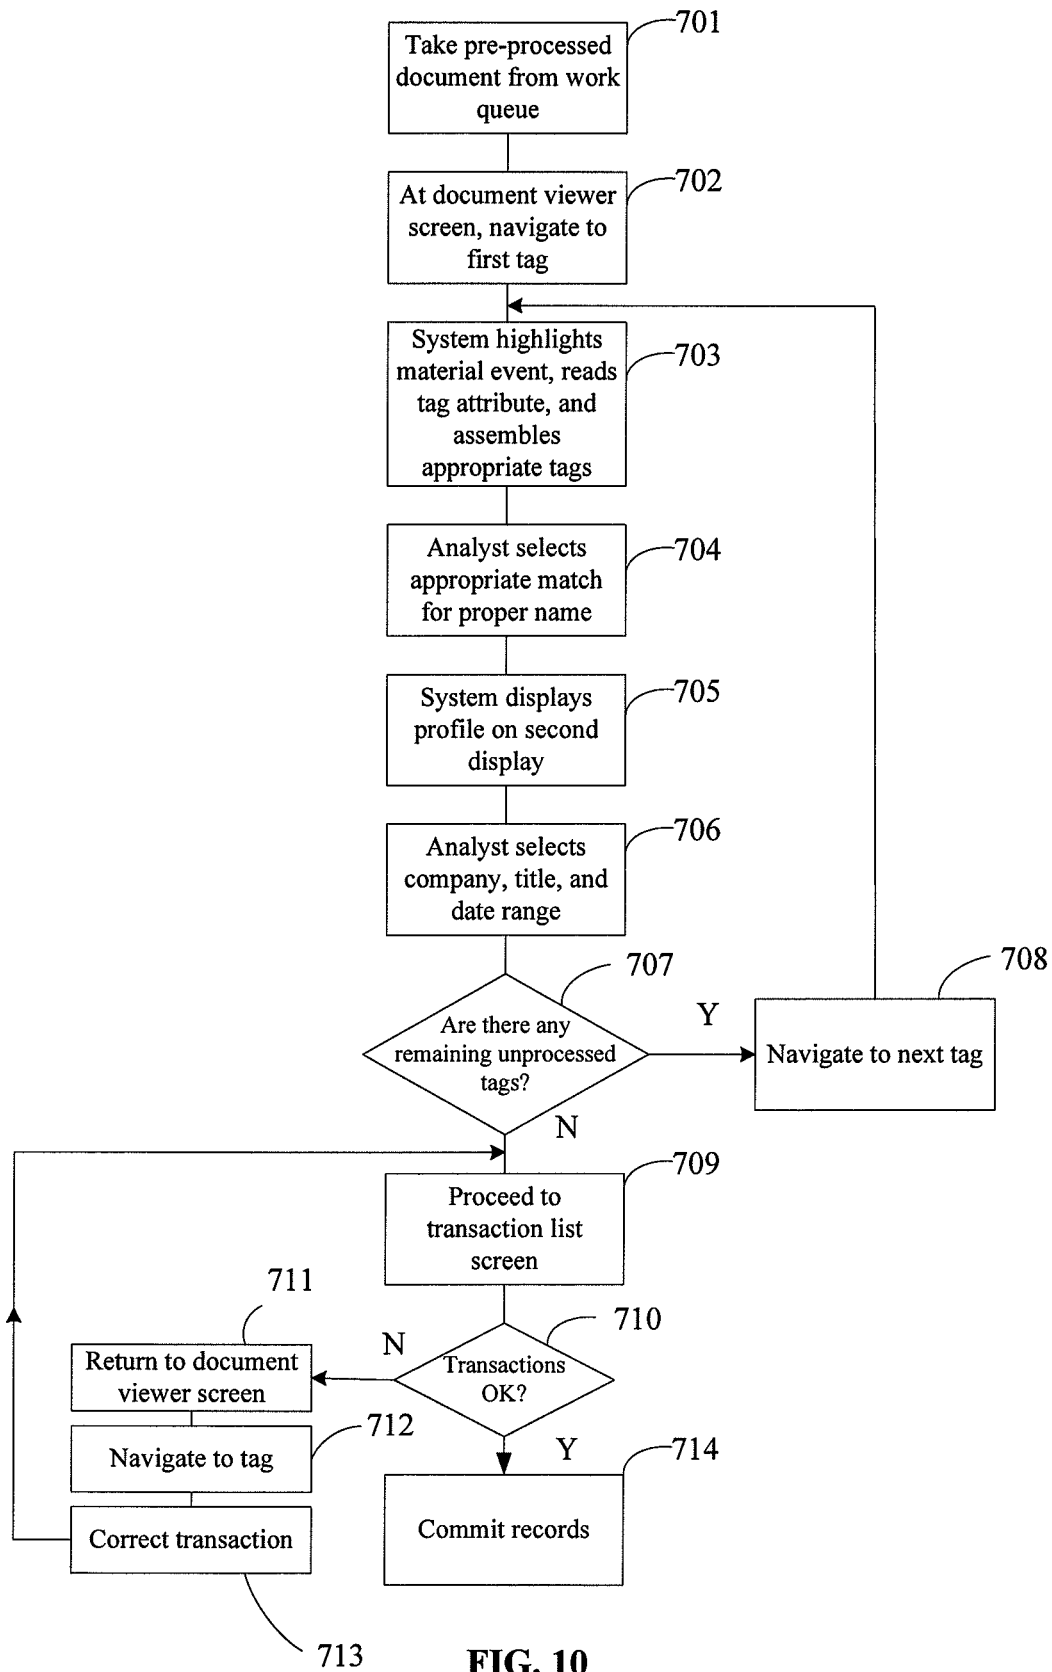 701
Take pre-processed
document from work
queue
702
At document viewer
screen, navigate to
first tag
703
System highlights
material event, reads
tag attribute, and
assembles
appropriate tags
704
Analyst selects
appropriate match
for proper name
705
System displays
profile on second
display
706
Analyst selects
company, title, and
date range
707
Are there any
remaining unprocessed
tags?
Y
708
Navigate to next tag
N
709
Proceed to
transaction list
screen
710
Transactions
OK?
N
711
Return to document
viewer screen
712
Navigate to tag
Correct transaction
713
Y
714
Commit records
FIG. 10